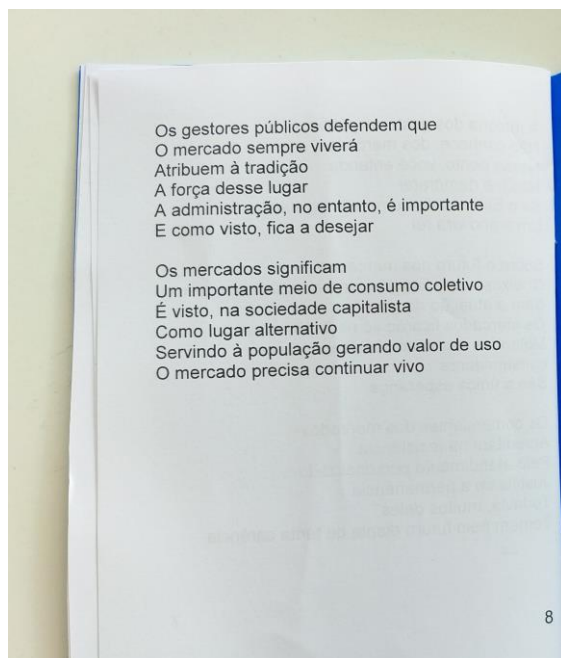 Os gestores públicos defendem que
O mercado sempre viverá
Atribuem à tradição
A força desse lugar
A administração, no entanto, é importante
E como visto, fica a desejar
Os mercados significam
Um importante meio de consumo coletivo
É visto, na sociedade capitalista
Como lugar alternativo
Servindo à população gerando valor de uso
O mercado precisa continuar vivo
8